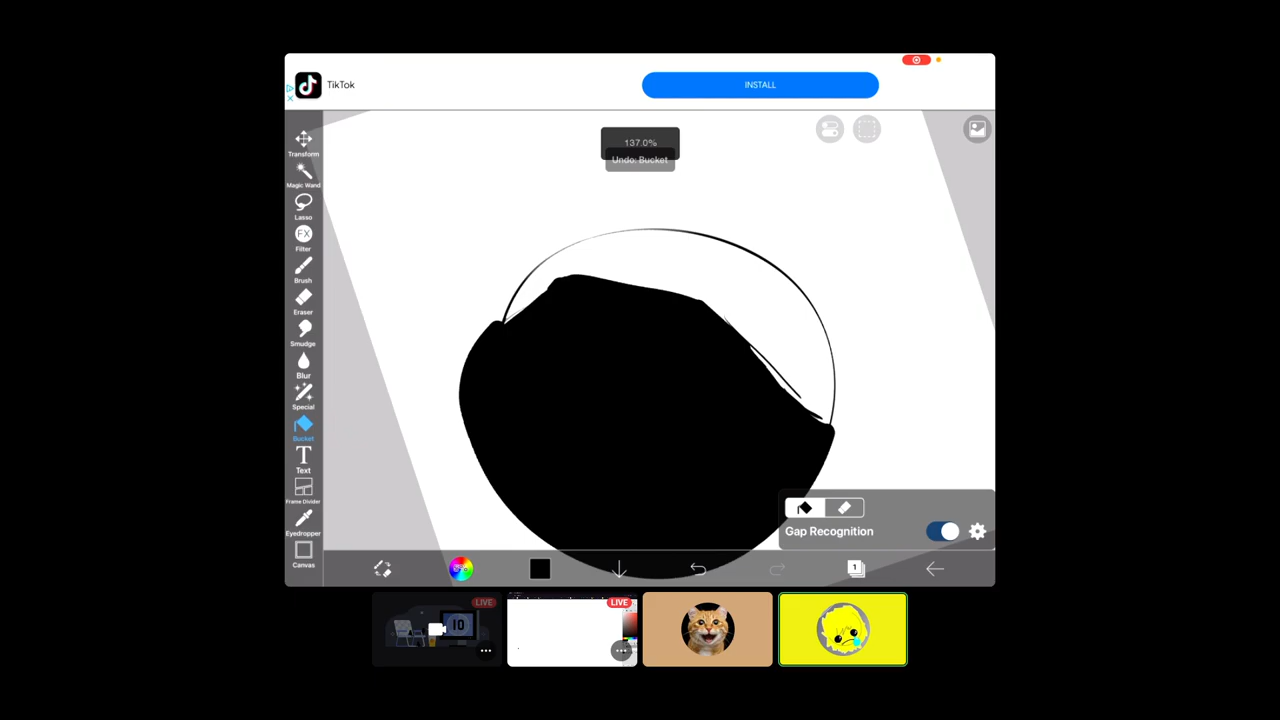 TikTok
INSTALL
137.0%
Undo: Bucket
Transform
Magic Wand
Lasso
FX
Filter
Brush
Eraser
Smudge
Blur
Special
Bucket
T
Text
Frame Divider
Eyedropper
Canvas
Gap Recognition
1
LIVE
10
LIVE